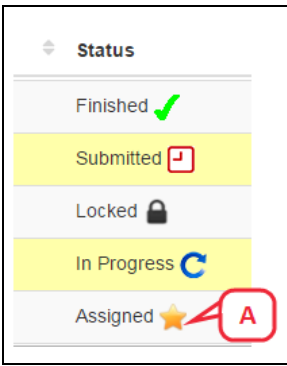 Status
Finished
Submitted
Locked
In Progress
Assigned
A